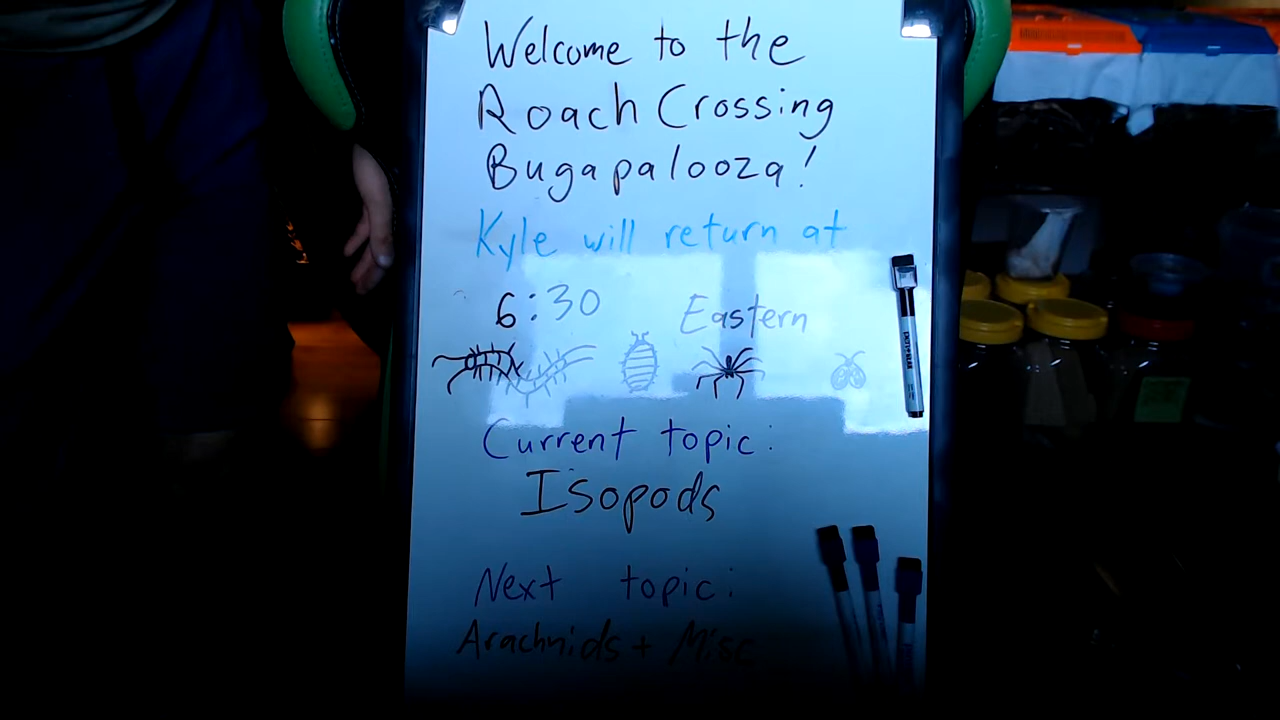 Welcome to the
Roach Crossing
Bugapalooza!
Kyle will return at
6:30 Eastern
Current topic:
Isopods
Next topic:
Arachnids + Misc